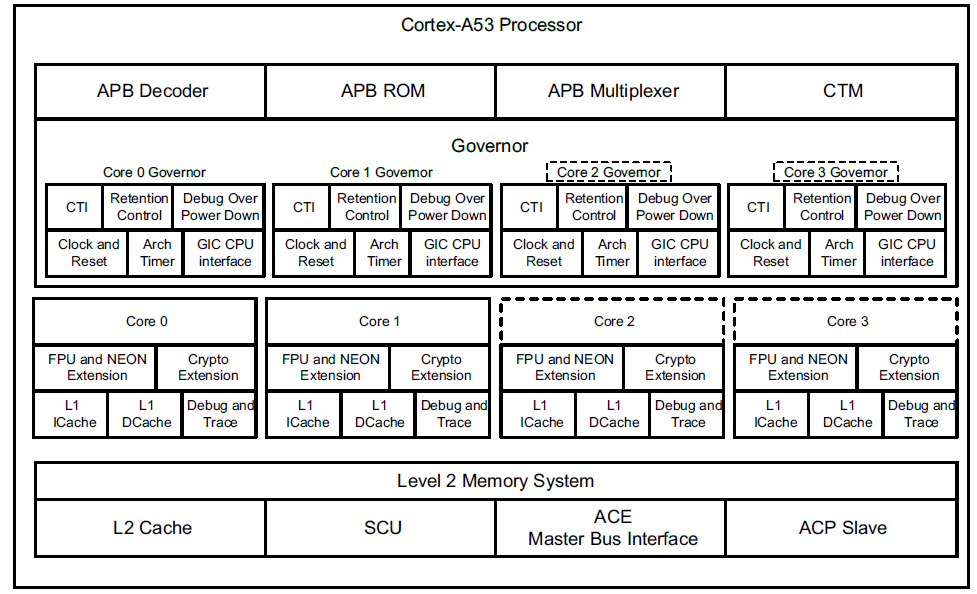 Cortex-A53 Processor
APB Decoder APB ROM APB Multiplexer CTM
Governor
Core 0 Governor Core 1 Governor Core 2 Governor Core 3 Governor
CTI Retention Debug Over CTI Retention Debug Over CTI Retention Debug Over CTI Retention Debug Over
Control Power Down Control Power Down Control Power Down Control Power Down
Clock and Arch GIC CPU Clock and Arch GIC CPU Clock and Arch GIC CPU Clock and Arch GIC CPU
Reset Timer interface Reset Timer interface Reset Timer interface Reset Timer interface
Core 0 Core 1 Core 2 Core 3
FPU and NEON Crypto FPU and NEON Crypto FPU and NEON Crypto FPU and NEON Crypto
Extension Extension Extension Extension Extension Extension Extension Extension
L1 L1 Debug and L1 L1 Debug and L1 L1 Debug and L1 L1 Debug and
ICache DCache Trace ICache DCache Trace ICache DCache Trace ICache DCache Trace
Level 2 Memory System
L2 Cache SCU ACE ACP Slave
Master Bus Interface